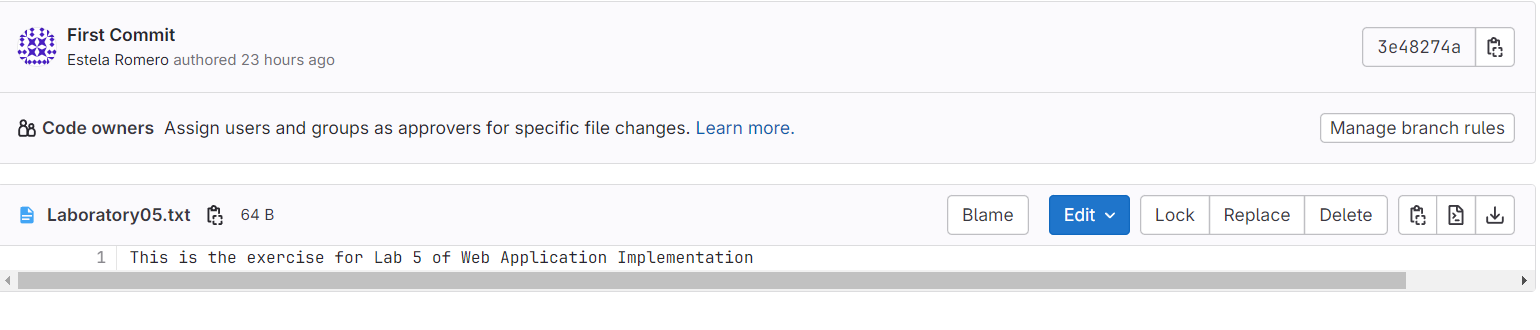 First Commit
Estela Romero authored 23 hours ago
3e48274a
Code owners Assign users and groups as approvers for specific file changes. Learn more.
Manage branch rules
Laboratory05.txt 64 B
Blame Edit Lock Replace Delete
1 This is the exercise for Lab 5 of Web Application Implementation